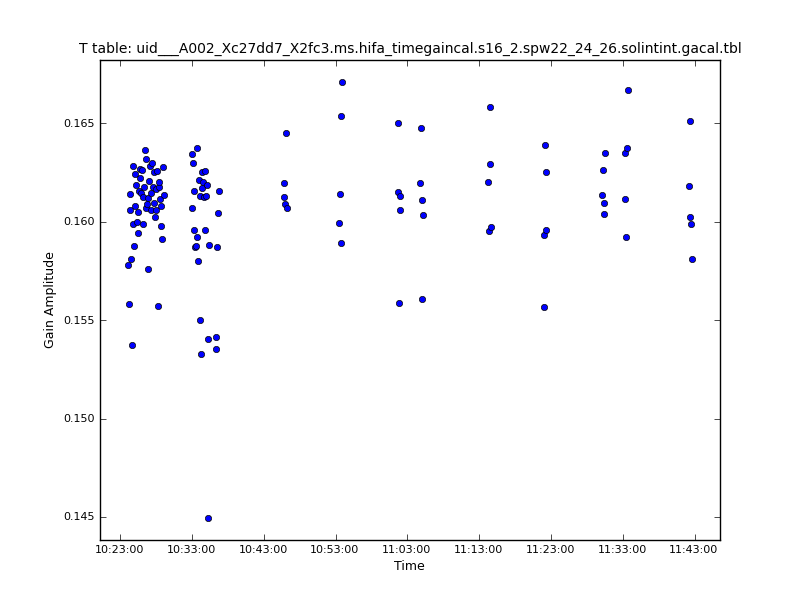 T table: uid___A002_Xc27dd7_X2fc3.ms.hifa_timegaincal.s16_2.spw22_24_26.solintint.gacal.tbl
0.165
0.160
Gain Amplitude
0.155
0.150
0.145
10:23:00 10:33:00 10:43:00 10:53:00 11:03:00 11:13:00 11:23:00 11:33:00 11:43:00
Time